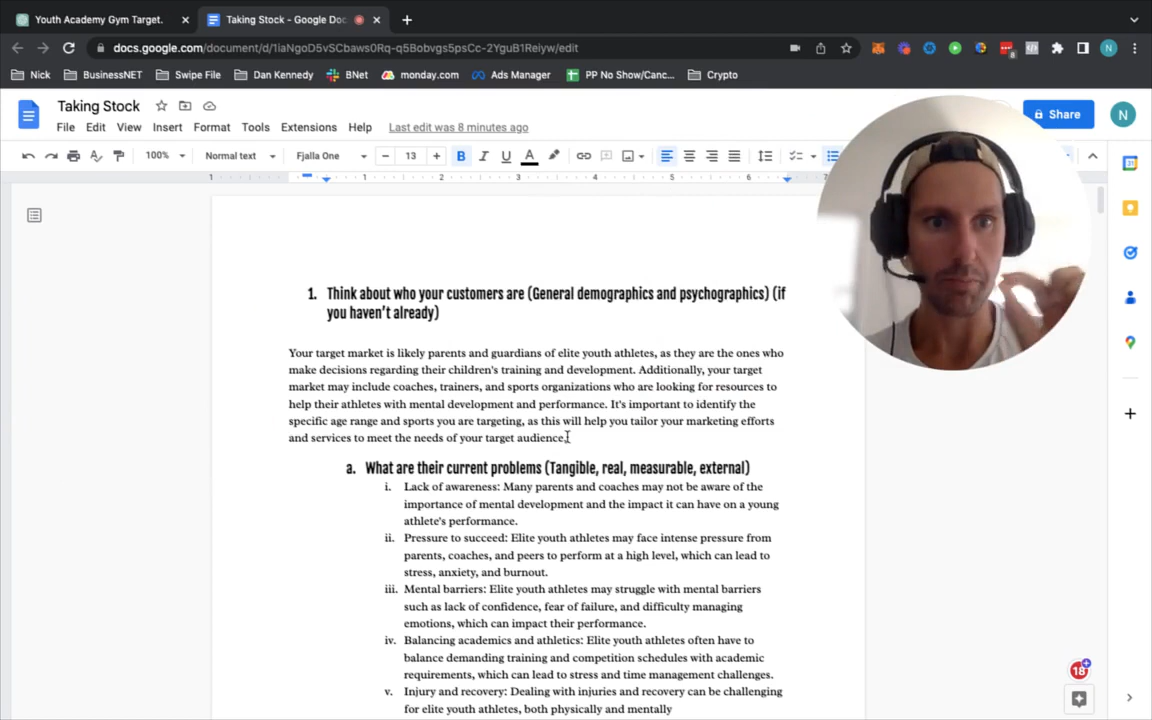 Youth Academy Gym Target.
Taking Stock - Google Doc
docs.google.com/document/d/1iaNgoD5vSCbaws0Rq-q5Bobvgs5psCc-2YguB1Reiyw/edit
N
Nick
BusinessNET
Swipe File
Dan Kennedy
BNet
monday.com
Ads Manager
PP No Show/Canc...
Crypto
8
Taking Stock
File Edit View Insert Format Tools Extensions Help Last edit was 8 minutes ago
Share
N
100% Normal text Fjalla One 13 B I U A
1 1 2 3 4 5 6
1. Think about who your customers are (General demographics and psychographics) (if
you haven't already)
Your target market is likely parents and guardians of elite youth athletes, as they are the ones who
make decisions regarding their children's training and development. Additionally, your target
market may include coaches, trainers, and sports organizations who are looking for resources to
help their athletes with mental development and performance. It's important to identify the
specific age range and sports you are targeting, as this will help you tailor your marketing efforts
and services to meet the needs of your target audience.
a. What are their current problems (Tangible, real, measurable, external)
i. Lack of awareness: Many parents and coaches may not be aware of the
importance of mental development and the impact it can have on a young
athlete's performance.
ii. Pressure to succeed: Elite youth athletes may face intense pressure from
parents, coaches, and peers to perform at a high level, which can lead to
stress, anxiety, and burnout.
iii. Mental barriers: Elite youth athletes may struggle with mental barriers
such as lack of confidence, fear of failure, and difficulty managing
emotions, which can impact their performance.
iv. Balancing academics and athletics: Elite youth athletes often have to
balance demanding training and competition schedules with academic
requirements, which can lead to stress and time management challenges.
v. Injury and recovery: Dealing with injuries and recovery can be challenging
for elite youth athletes, both physically and mentally
18